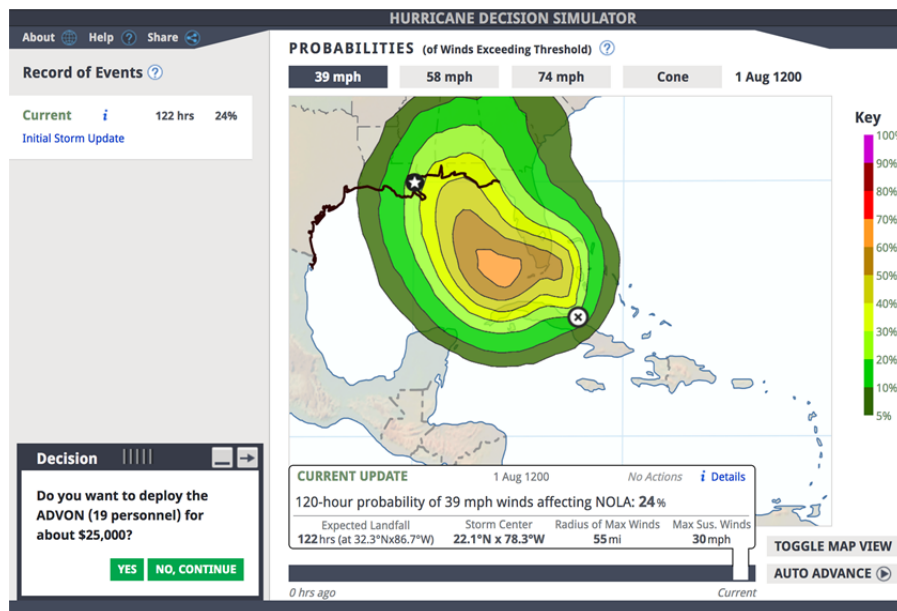 HURRICANE DECISION SIMULATOR
About Help ? Share
Record of Events ?
Current i 122 hrs 24%
Initial Storm Update
PROBABILITIES (of Winds Exceeding Threshold) ?
39 mph 58 mph 74 mph Cone 1 Aug 1200
Key
100%
90%
80%
70%
60%
50%
40%
30%
20%
10%
5%
Decision
Do you want to deploy the
ADVON (19 personnel) for
about $25,000?
YES NO, CONTINUE
CURRENT UPDATE 1 Aug 1200 No Actions i Details
120-hour probability of 39 mph winds affecting NOLA: 24%
Expected Landfall Storm Center Radius of Max Winds Max Sus. Winds
122 hrs (at 32.3°Nx86.7°W) 22.1°N x 78.3°W 55 mi 30 mph
0 hrs ago Current
TOGGLE MAP VIEW
AUTO ADVANCE